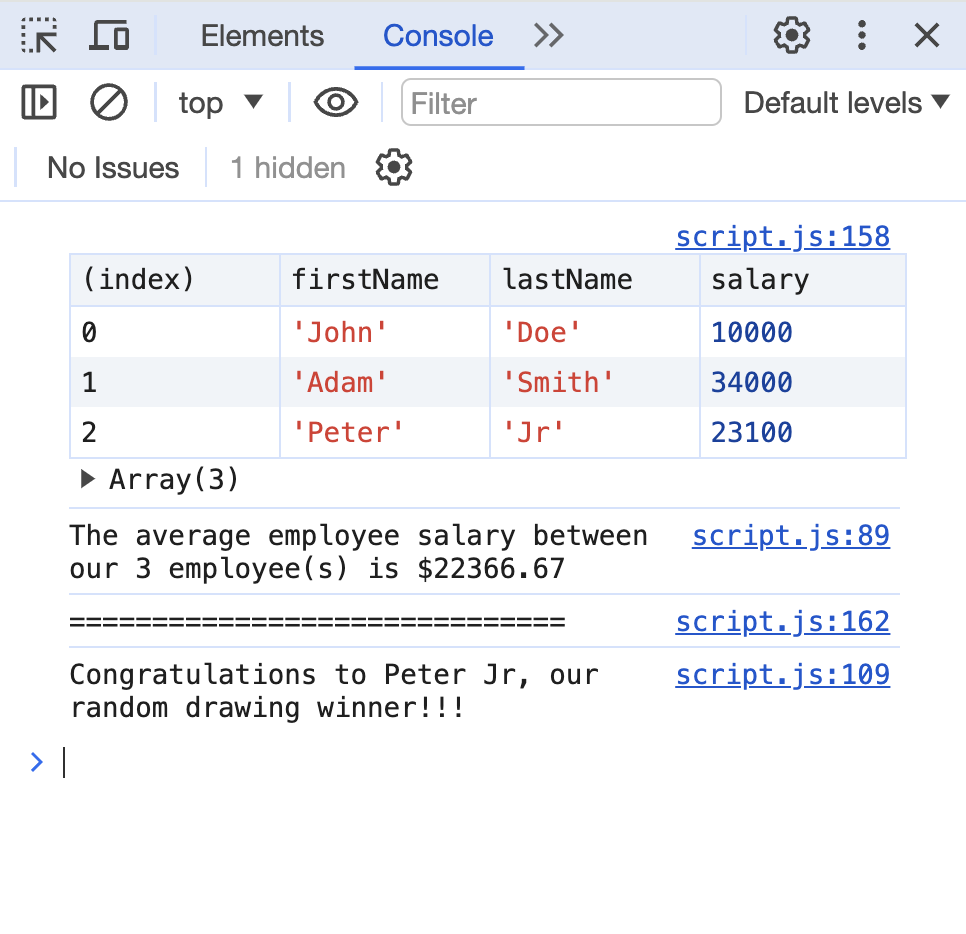 Elements Console
top Filter Default levels
No Issues 1 hidden
script.js:158
(index) firstName lastName salary
0 'John' 'Doe' 10000
1 'Adam' 'Smith' 34000
2 'Peter' 'Jr' 23100
Array(3)
The average employee salary between script.js:89
our 3 employee(s) is $22366.67
============================== script.js:162
Congratulations to Peter Jr, our script.js:109
random drawing winner!!!